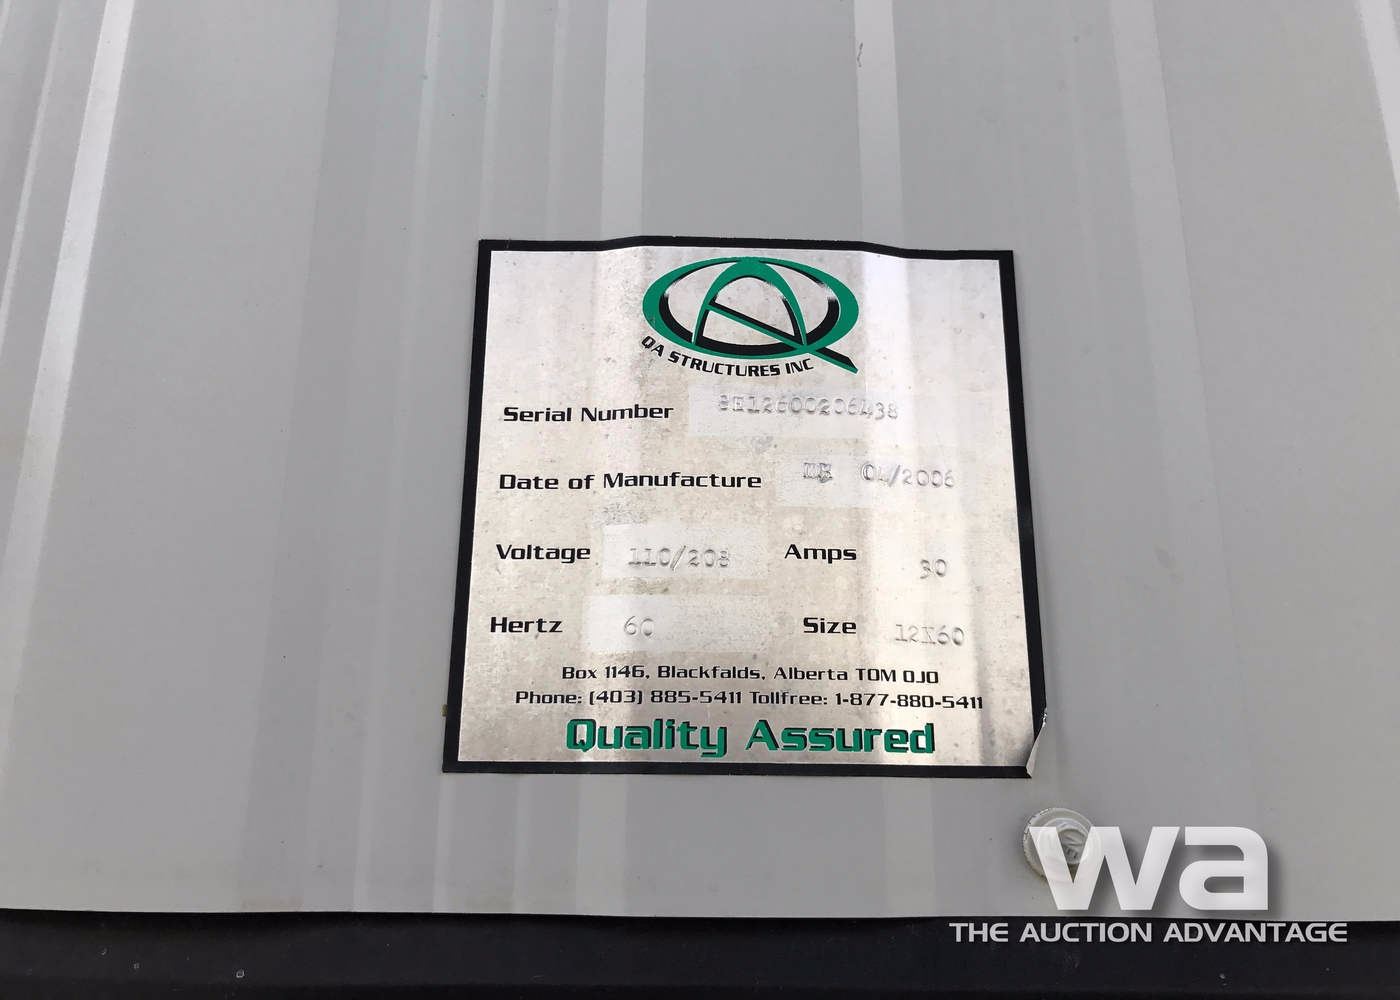 QA STRUCTURES INC
Serial Number 12600206438
Date of Manufacture 04/2006
Voltage 110/208 Amps 30
Hertz 60 Size 12X60
Box 1146, Blackfalds, Alberta T0M 0J0
Phone: (403) 885-5411 Tollfree: 1-877-880-5411
Quality Assured
wa
THE AUCTION ADVANTAGE